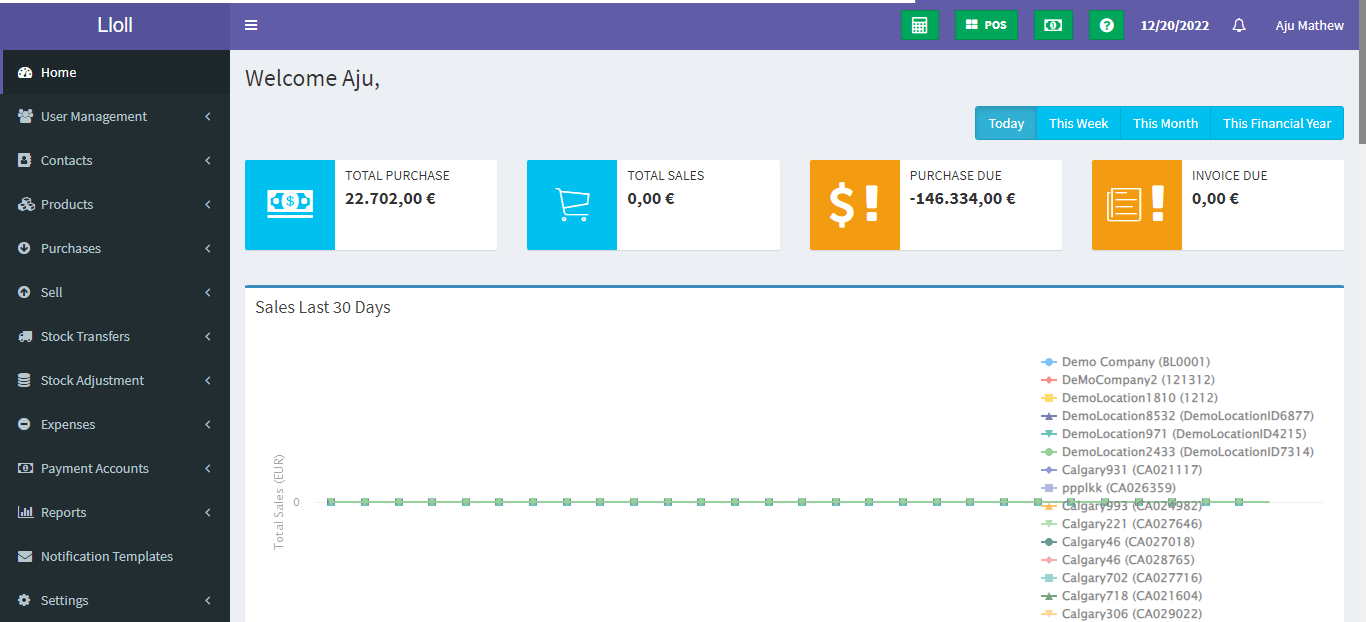 Lloll
POS
12/20/2022
Aju Mathew
Home
User Management
Contacts
Products
Purchases
Sell
Stock Transfers
Stock Adjustment
Expenses
Payment Accounts
Reports
Notification Templates
Settings
Welcome Aju,
Today
This Week
This Month
This Financial Year
TOTAL PURCHASE
22.702,00 €
TOTAL SALES
0,00 €
PURCHASE DUE
-146.334,00 €
INVOICE DUE
0,00 €
Sales Last 30 Days
Total Sales (EUR)
0
Demo Company (BL0001)
DeMoCompany2 (121312)
DemoLocation1810 (1212)
DemoLocation8532 (DemoLocationID6877)
DemoLocation971 (DemoLocationID4215)
DemoLocation2433 (DemoLocationID7314)
Calgary931 (CA021117)
ppplkk (CA026359)
Calgary993 (CA024982)
Calgary221 (CA027646)
Calgary46 (CA027018)
Calgary46 (CA028765)
Calgary702 (CA027716)
Calgary718 (CA021604)
Calgary306 (CA029022)